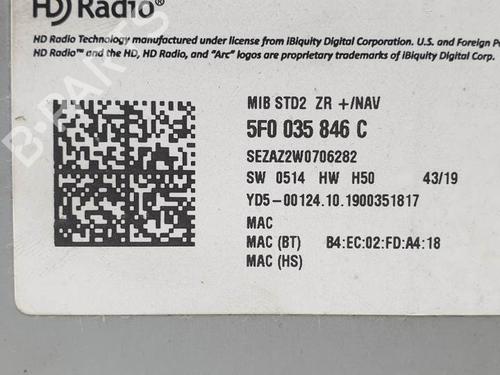 HD Radio®
HD Radio Technology manufactured under license from iBiquity Digital Corporation. U.S. and Foreign
HD Radio™ and the HD, HD Radio, and "Arc" logos are proprietary trademarks of iBiquity Digital Corp.
B-PARTS
MIB STD2 ZR +/NAV
5F0 035 846 C
SEZAZ2W0706282
SW 0514 HW H50 43/19
YD5-00124.10.1900351817
MAC
MAC (BT) B4:EC:02:FD:A4:18
MAC (HS)